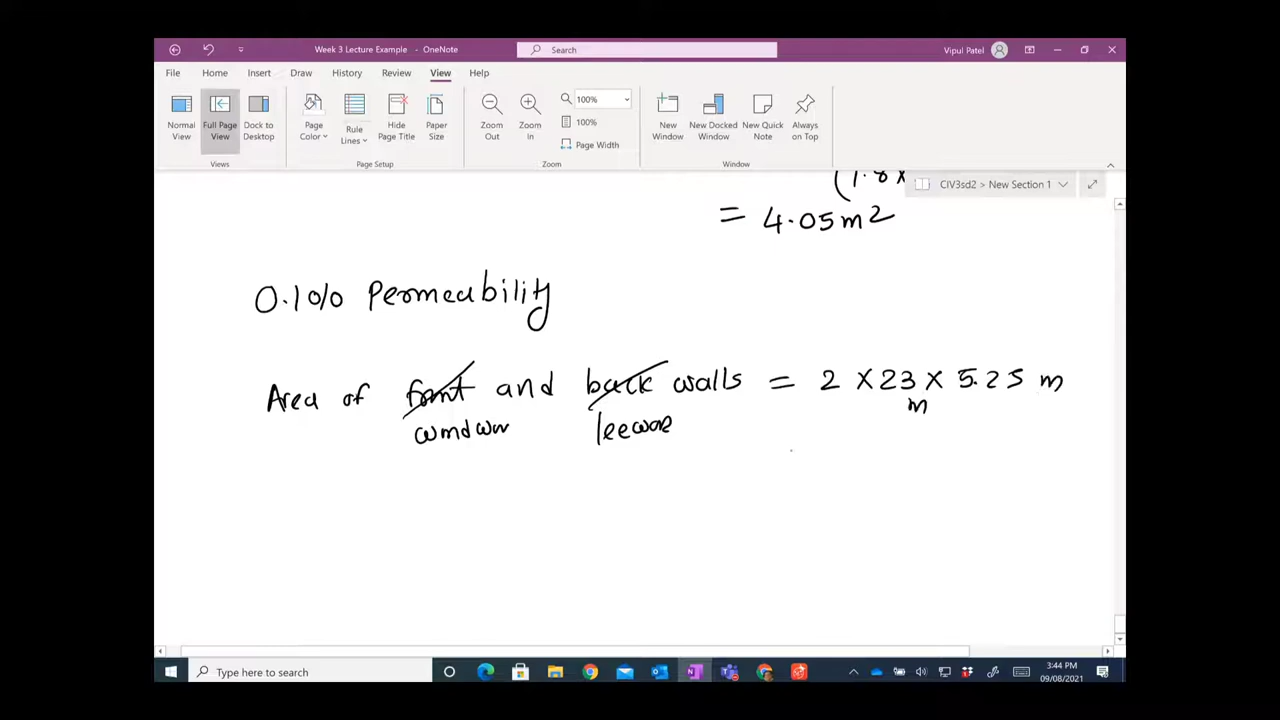 Week 3 Lecture Example - OneNote
Search
Vipul Patel
File Home Insert Draw History Review View Help
Normal View
Full Page View
Dock to Desktop
Views
Page Color
Rule Lines
Hide Page Title
Paper Size
Page Setup
Zoom Out
Zoom In
100%
100%
Page Width
Zoom
New Window
New Docked Window
New Quick Note
Always on Top
Window
CIV3sd2 > New Section 1
(1.8x
= 4.05m2
0.1% Permeability
Area of front and back walls = 2 X 23 X 5.25 m
m
Type here to search
3:44 PM
09/08/2021